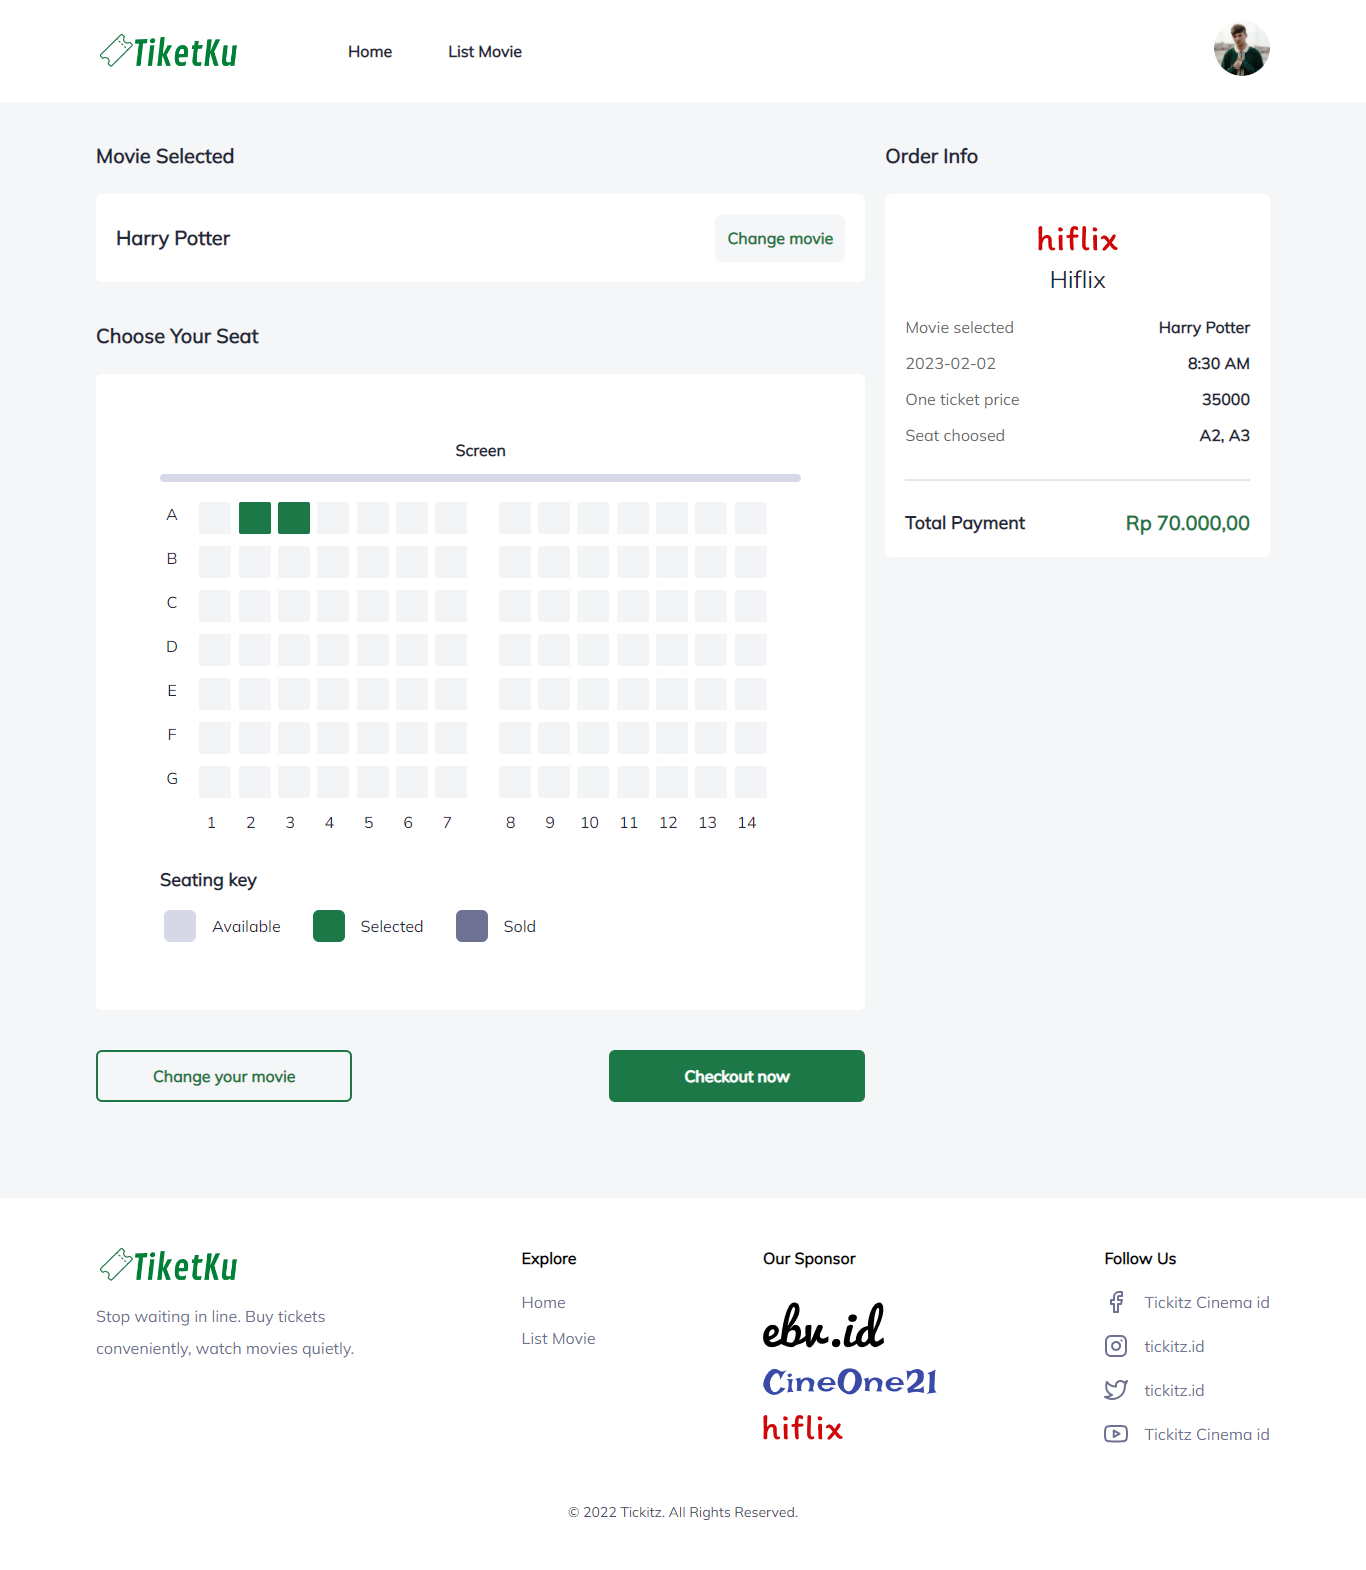 TiketKu
Home
List Movie
Movie Selected
Harry Potter
Change movie
Choose Your Seat
Screen
A
B
C
D
E
F
G
1 2 3 4 5 6 7 8 9 10 11 12 13 14
Seating key
Available
Selected
Sold
Change your movie
Checkout now
Order Info
hiflix
Hiflix
Movie selected Harry Potter
2023-02-02 8:30 AM
One ticket price 35000
Seat choosed A2, A3
Total Payment Rp 70.000,00
TiketKu
Stop waiting in line. Buy tickets
conveniently, watch movies quietly.
Explore
Home
List Movie
Our Sponsor
ebv.id
CineOne21
hiflix
Follow Us
Tickitz Cinema id
tickitz.id
tickitz.id
Tickitz Cinema id
© 2022 Tickitz. All Rights Reserved.